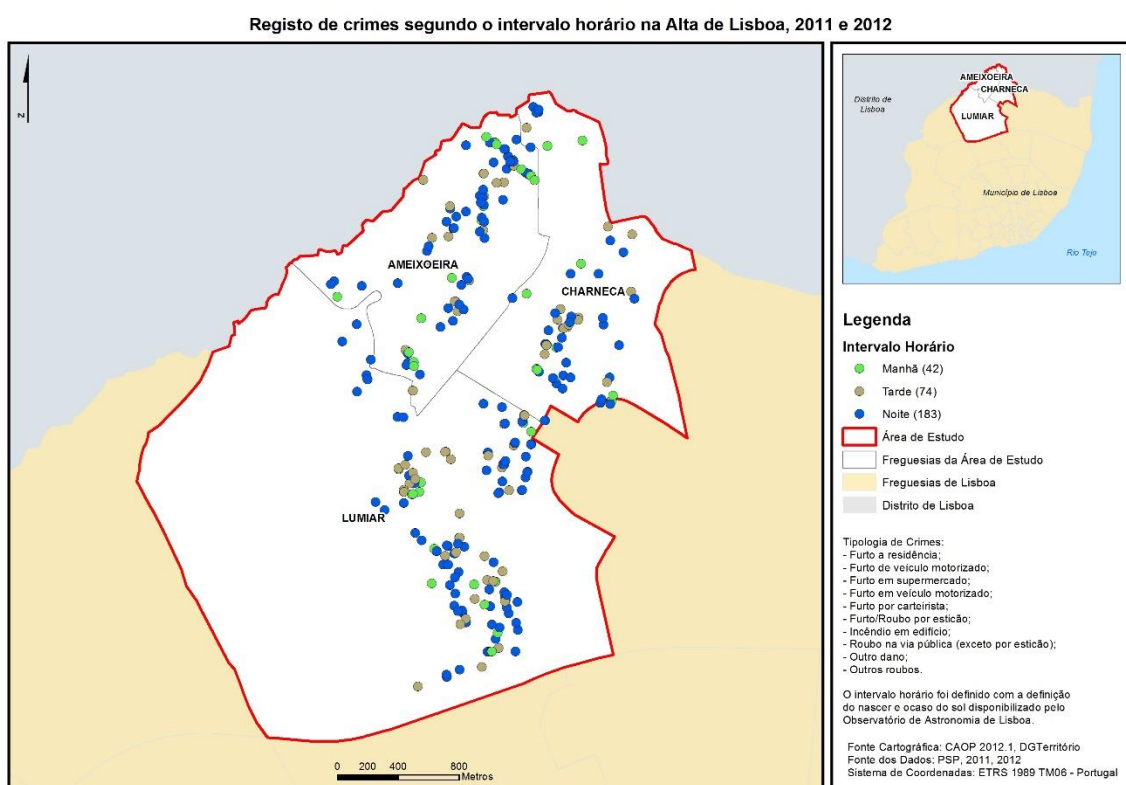 Registo de crimes segundo o intervalo horário na Alta de Lisboa, 2011 e 2012
N
AMEIXOEIRA
CHARNECA
LUMIAR
0 200 400 800
Metros
AMEIXOEIRA
CHARNECA
Distrito de
Lisboa
LUMIAR
Município de Lisboa
Rio Tejo
Legenda
Intervalo Horário
Manhã (42)
Tarde (74)
Noite (183)
Área de Estudo
Freguesias da Área de Estudo
Freguesias de Lisboa
Distrito de Lisboa
Tipologia de Crimes:
- Furto a residência;
- Furto de veículo motorizado;
- Furto em supermercado;
- Furto em veículo motorizado;
- Furto por carteirista;
- Furto/Roubo por esticão;
- Incêndio em edifício;
- Roubo na via pública (exceto por esticão);
- Outro dano;
- Outros roubos.
O intervalo horário foi definido com a definição
do nascer e ocaso do sol disponibilizado pelo
Observatório de Astronomia de Lisboa.
Fonte Cartográfica: CAOP 2012.1, DGTerritório
Fonte dos Dados: PSP, 2011, 2012
Sistema de Coordenadas: ETRS 1989 TM06 - Portugal